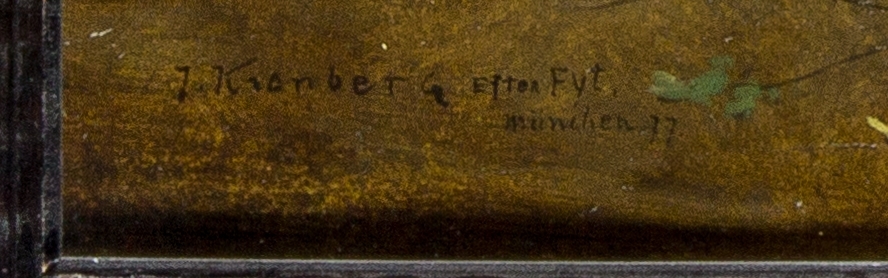 J. Kronberg Efter Fyt.
München. 77